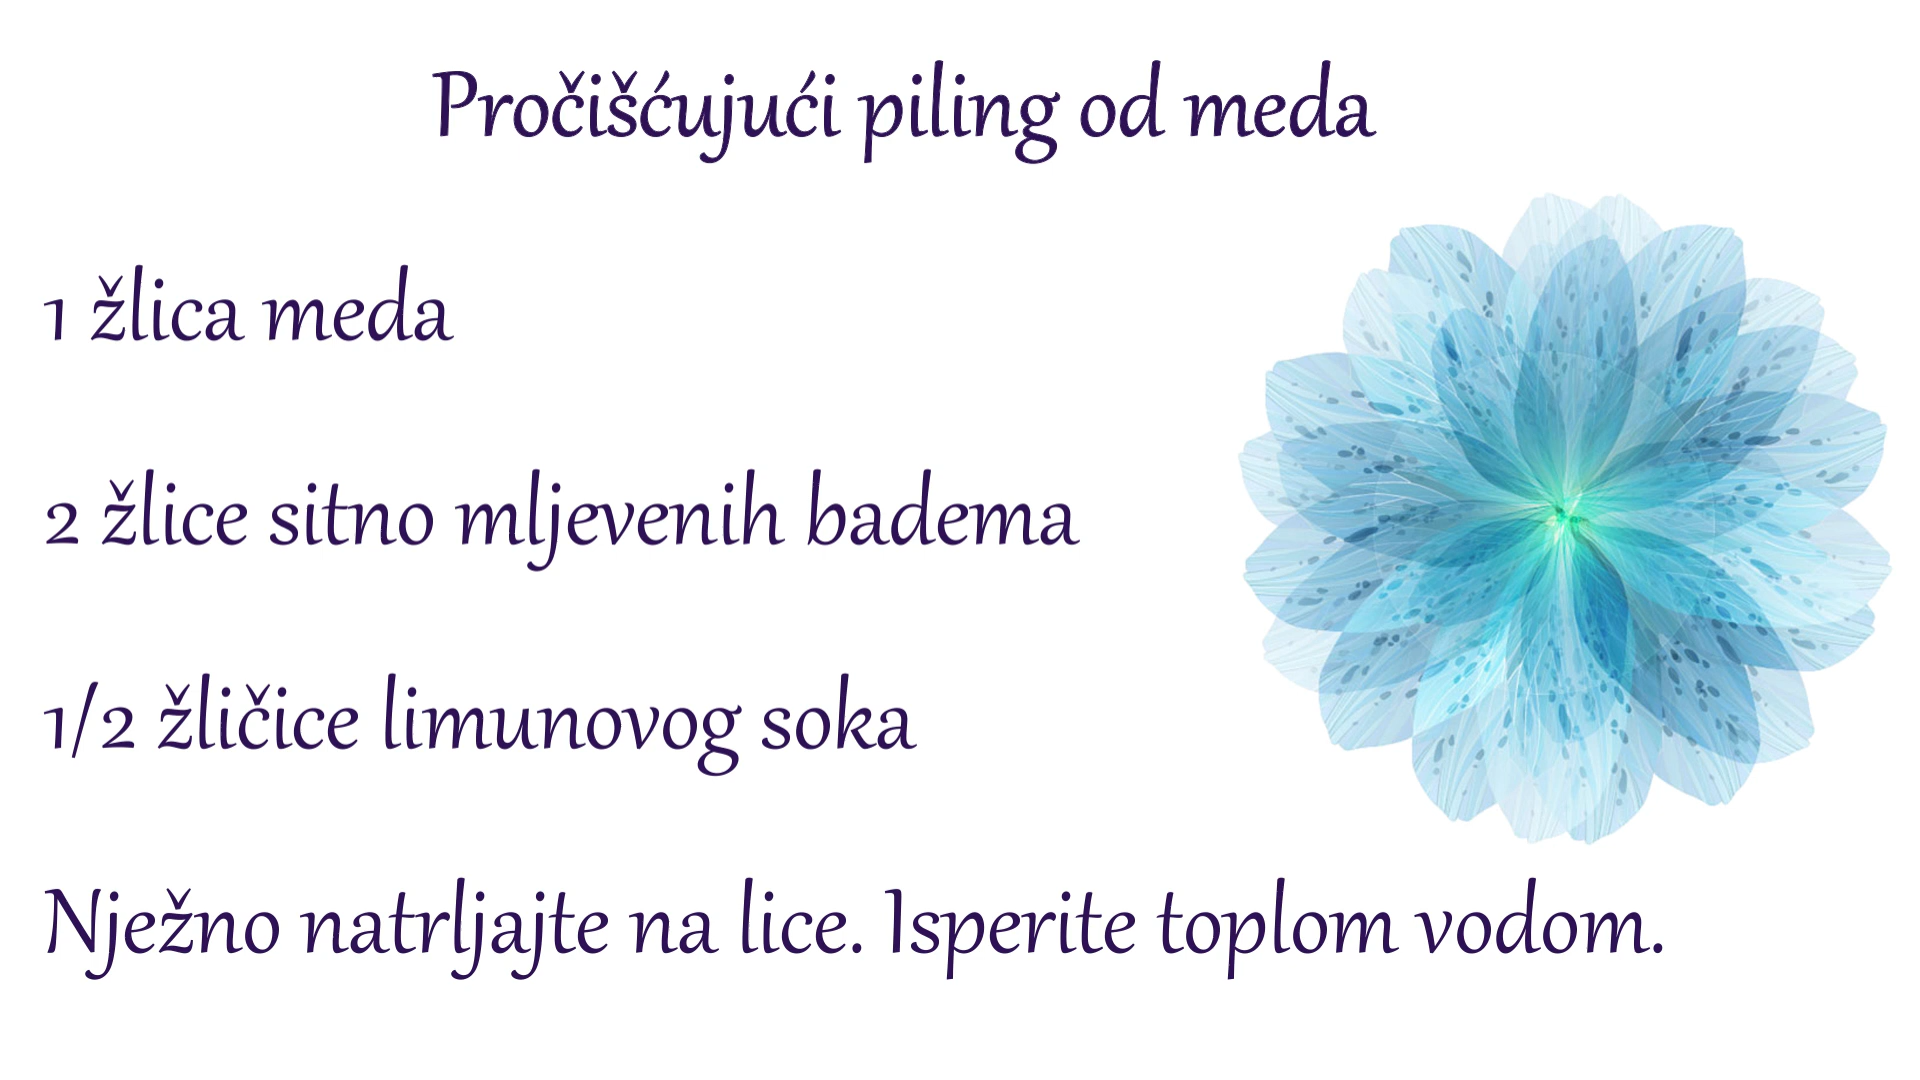 Pročišćujući piling od meda
1 žlica meda
2 žlice sitno mljevenih badema
1/2 žličice limunovog soka
Nježno natrljajte na lice. Isperite toplom vodom.